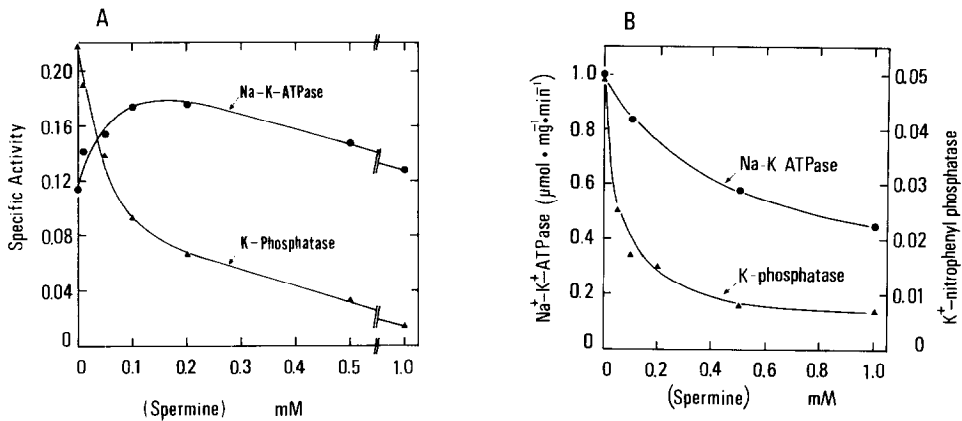 A
Specific Activity
0.20
0.16
0.12
0.08
0.04
0
Na-K-ATPase
K-Phosphatase
0 0.1 0.2 0.3 0.4 0.5 1.0
(Spermine) mM
B
Na⁺-K⁺-ATPase (μmol • mg⁻¹•min⁻¹)
1.0
0.8
0.6
0.4
0.2
Na-K ATPase
K-phosphatase
0.05
0.04
0.03
0.02
0.01
0
K⁺-nitrophenyl phosphatase
0 0.2 0.4 0.6 0.8 1.0
(Spermine) mM